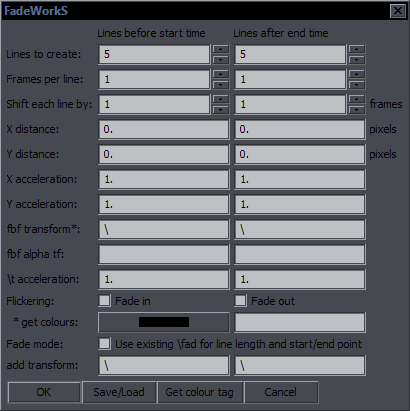 FadeWorkS
Lines before start time Lines after end time
Lines to create: 5 5
Frames per line: 1 1
Shift each line by: 1 1 frames
X distance: 0. 0. pixels
Y distance: 0. 0. pixels
X acceleration: 1. 1.
Y acceleration: 1. 1.
fbf transform*: \ \
fbf alpha tf:
\t acceleration: 1. 1.
Flickering: Fade in Fade out
* get colours:
Fade mode: Use existing \fad for line length and start/end point
add transform: \ \
OK Save/Load Get colour tag Cancel